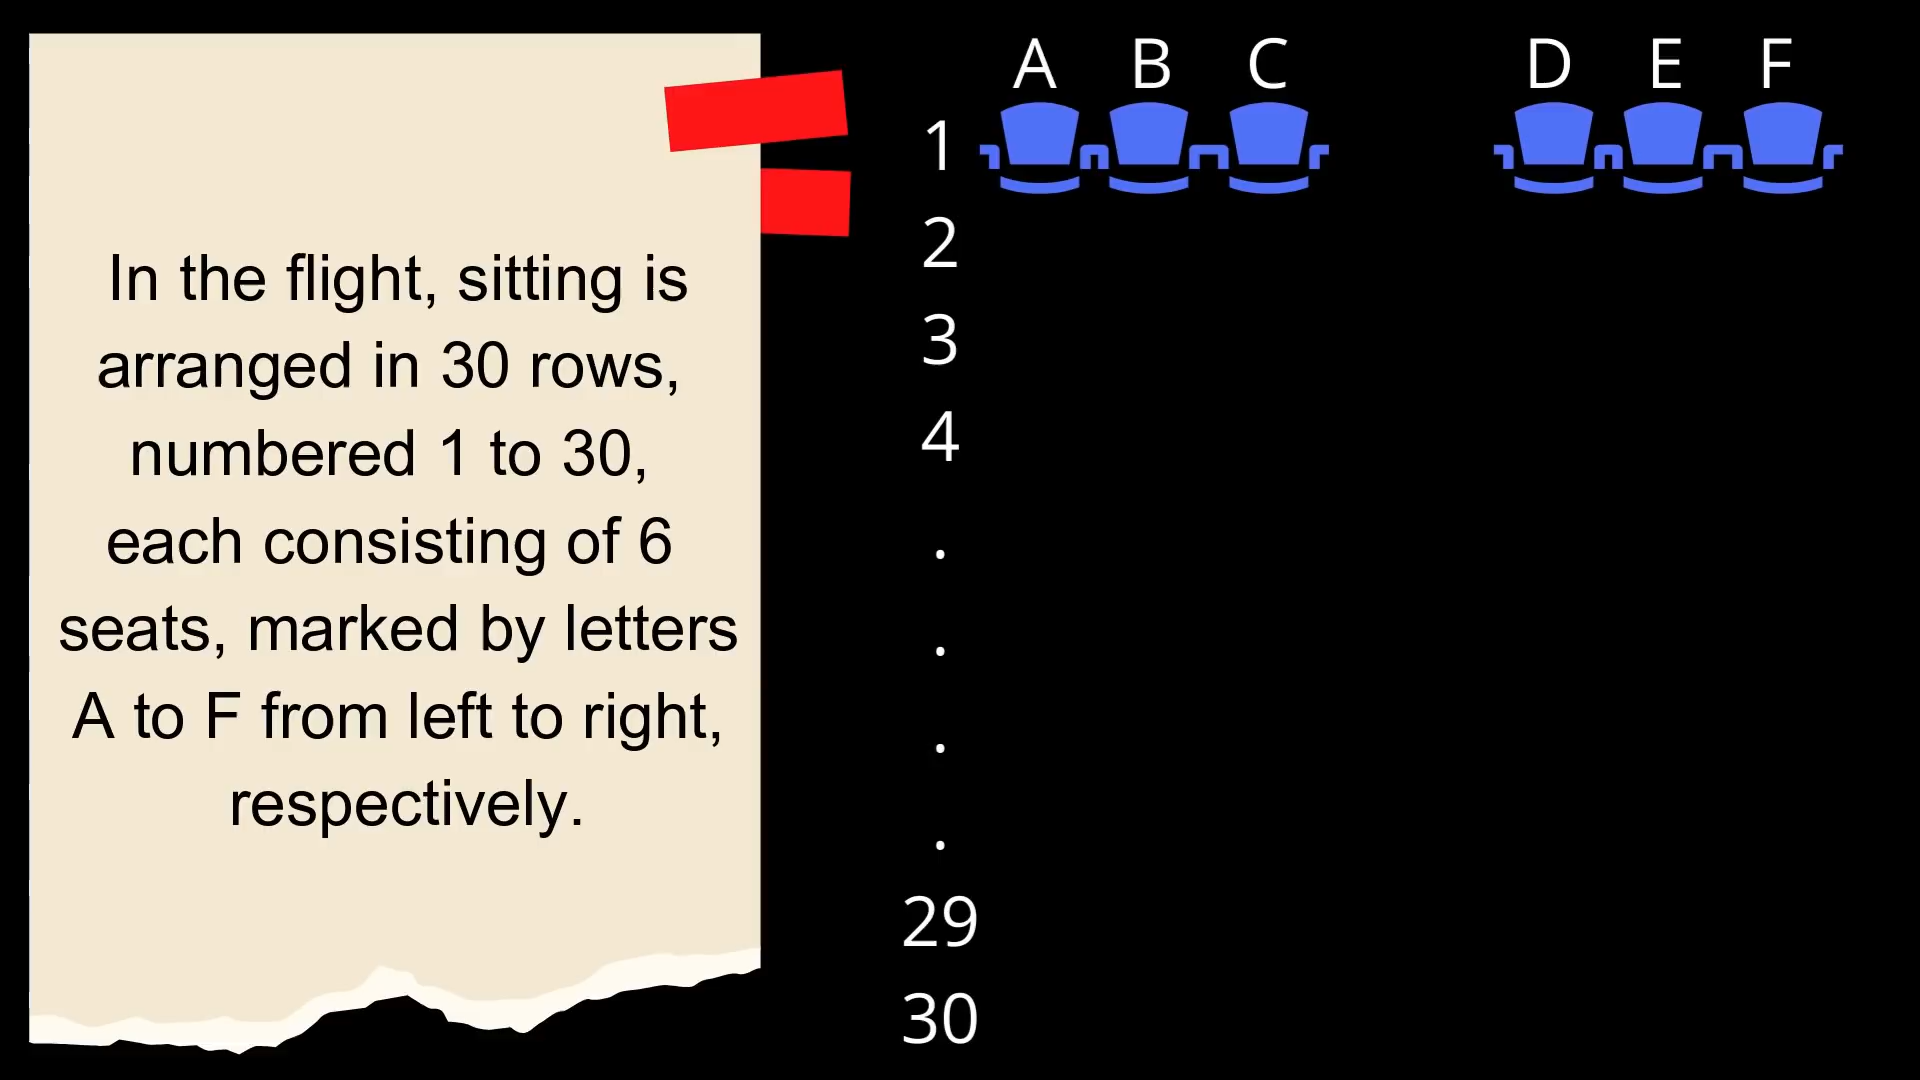 In the flight, sitting is
arranged in 30 rows,
numbered 1 to 30,
each consisting of 6
seats, marked by letters
A to F from left to right,
respectively.
A B C D E F
1
2
3
4
.
.
.
.
29
30